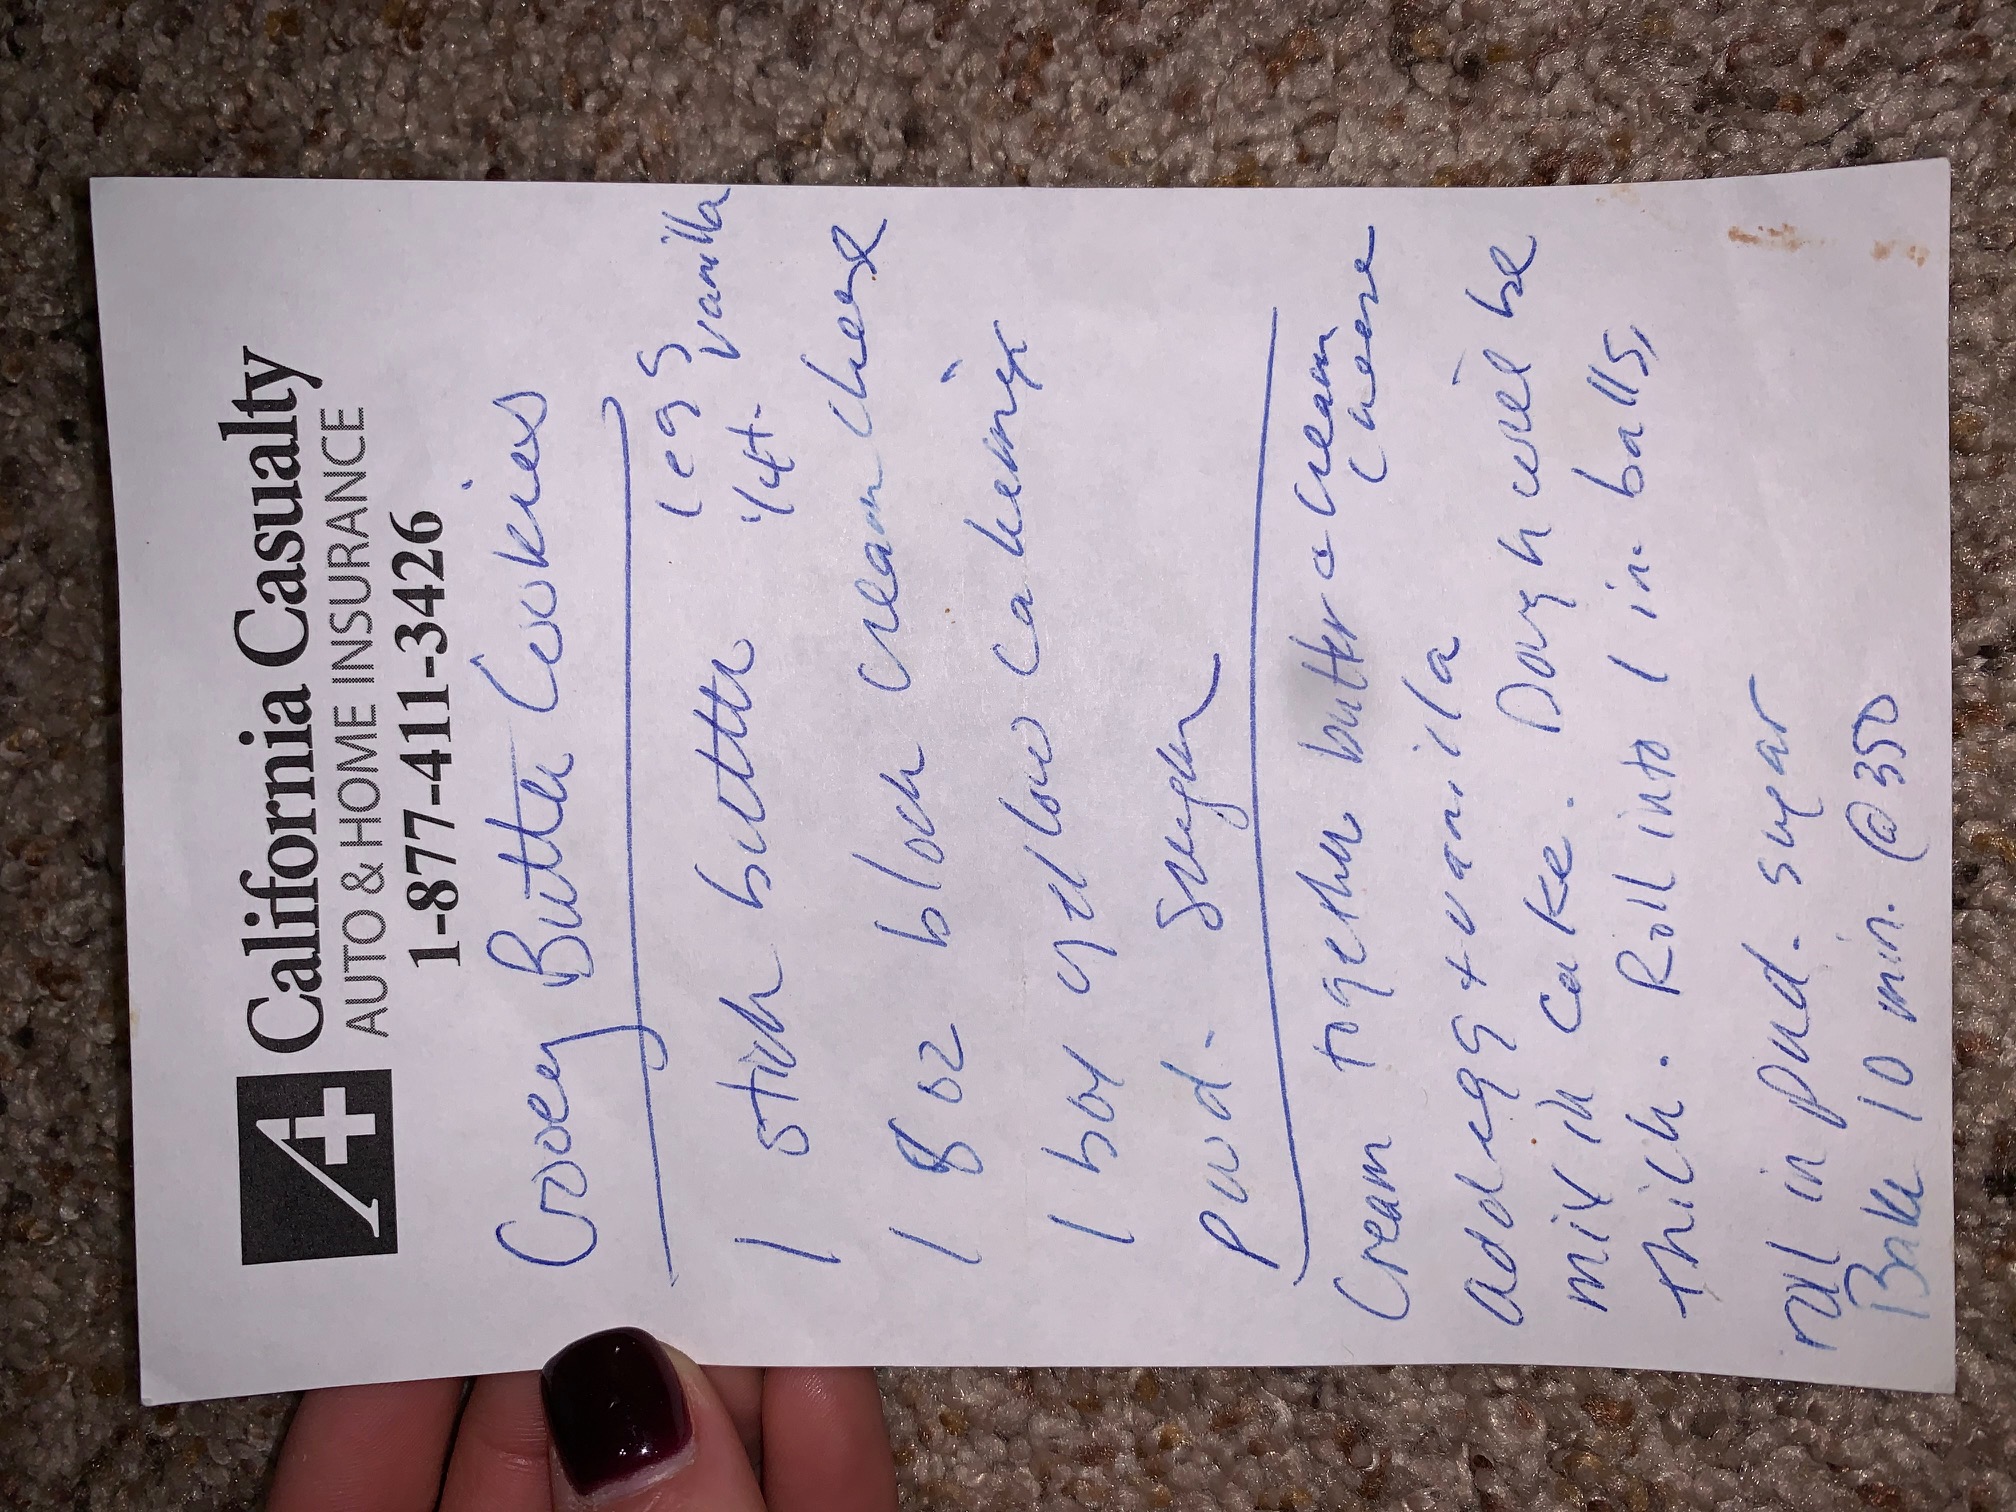 California Casualty
AUTO & HOME INSURANCE
1-877-411-3426
Gooey Butter Cookies
1 stick butter
1 egg
1/4 t. vanilla
1 8 oz block cream cheese
1 box yellow cakemix
pwd. sugar
Cream together butter & cream
cheese
add egg + vanilla
mix in cake. Dough will be
thick. Roll into 1 in. balls,
roll in pwd. sugar
Bake 10 min. @350